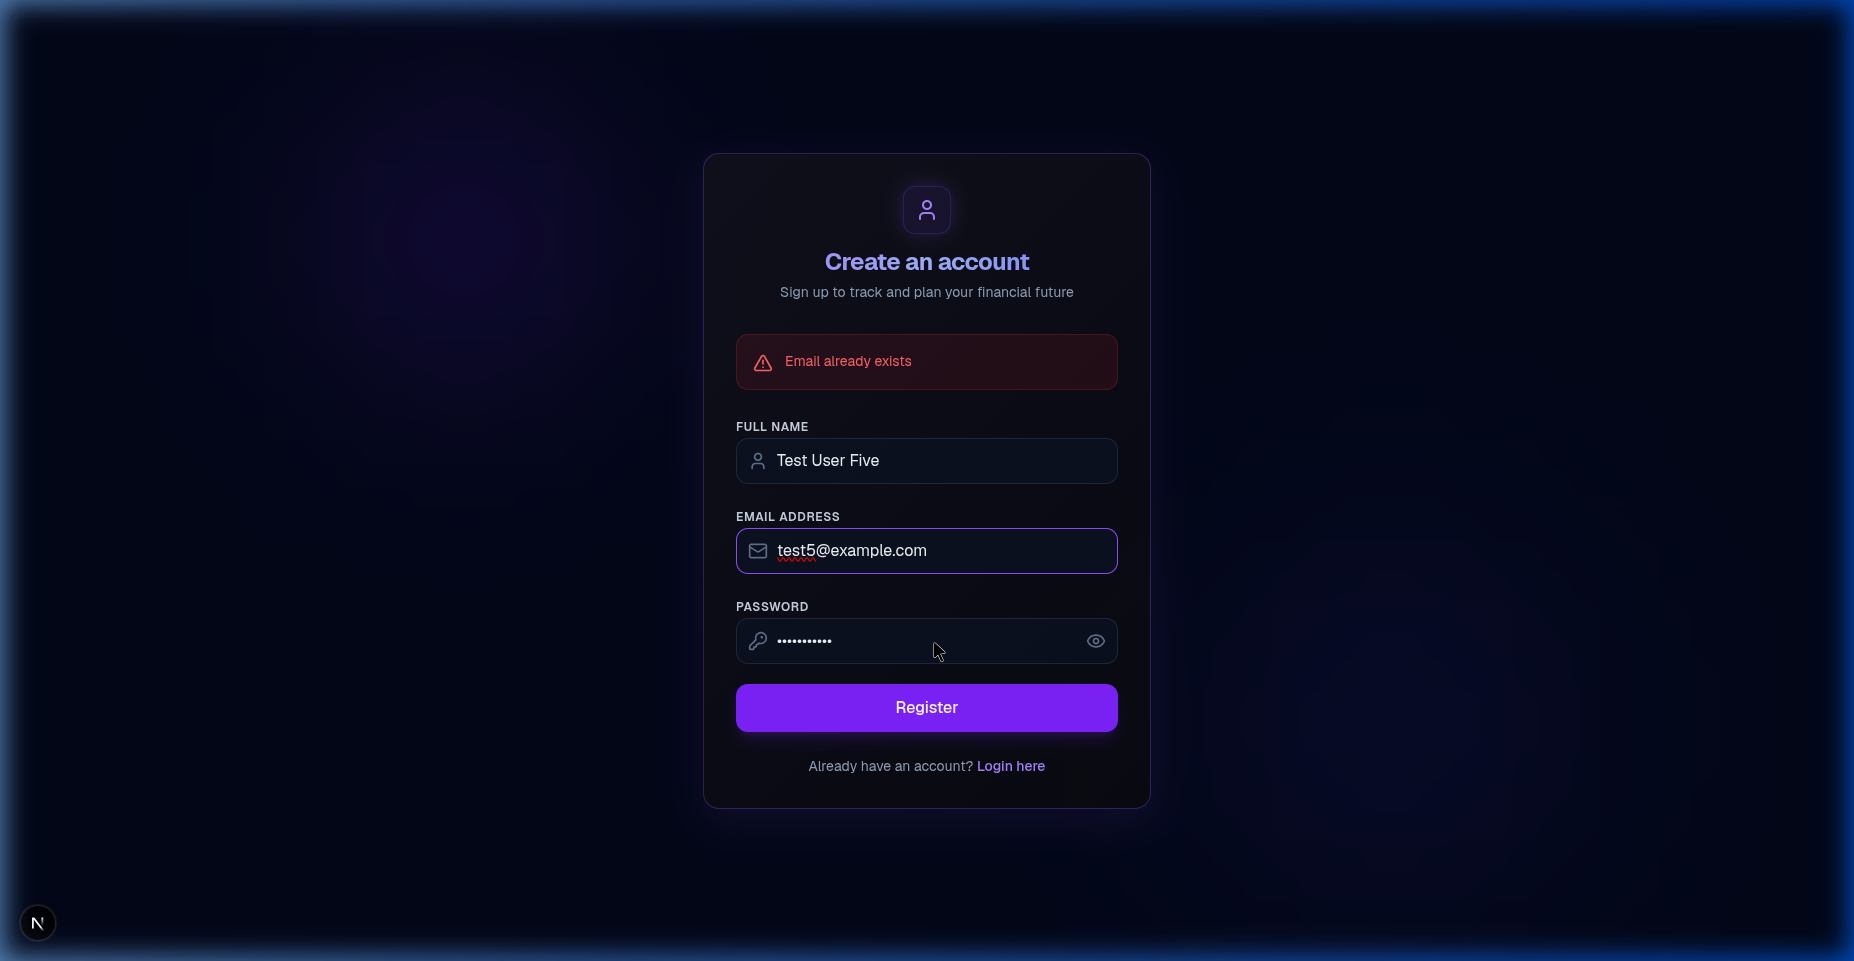 Create an account
Sign up to track and plan your financial future
Email already exists
FULL NAME
Test User Five
EMAIL ADDRESS
test5@example.com
PASSWORD
•••••••••••
Register
Already have an account? Login here
N